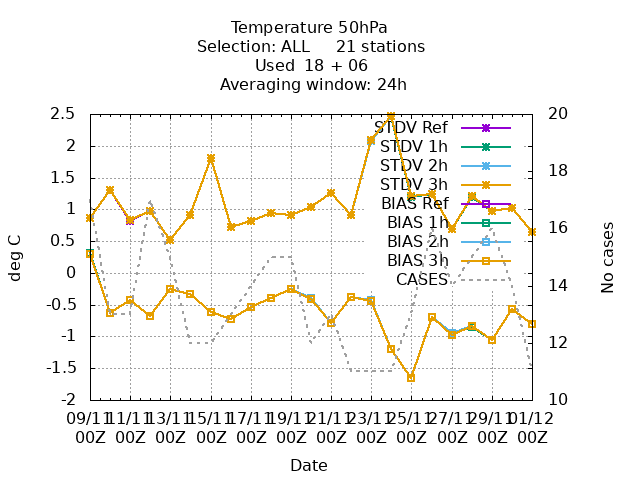 Temperature 50hPa
Selection: ALL     21 stations
Used  18 + 06
Averaging window: 24h
deg C
No cases
2.5
2
1.5
1
0.5
0
-0.5
-1
-1.5
-2
20
18
16
14
12
10
STDV Ref
STDV 1h
STDV 2h
STDV 3h
BIAS Ref
BIAS 1h
BIAS 2h
BIAS 3h
CASES
09/11 11/11 13/11 15/11 17/11 19/11 21/11 23/11 25/11 27/11 29/11 01/12
00Z 00Z 00Z 00Z 00Z 00Z 00Z 00Z 00Z 00Z 00Z 00Z
Date